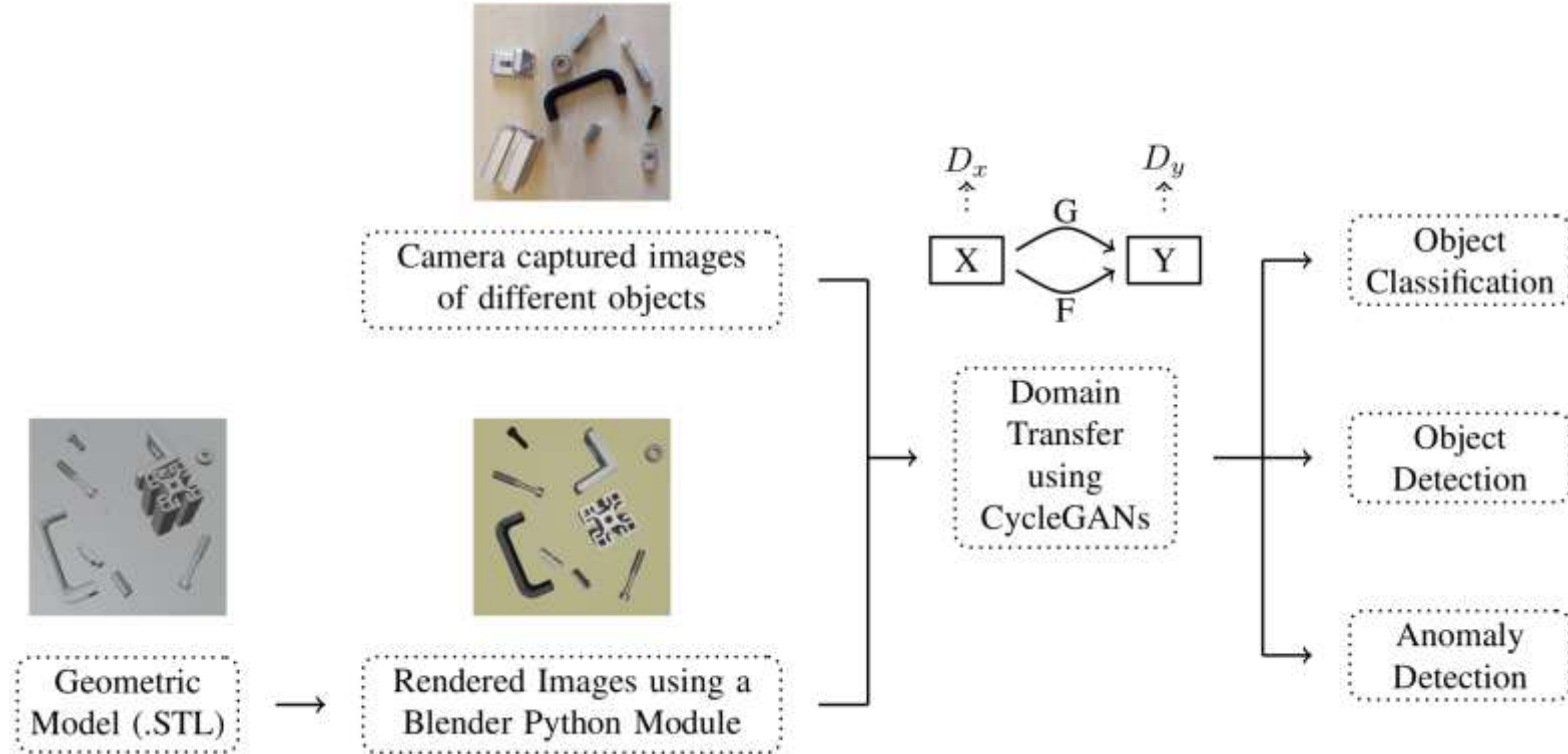 Camera captured images
of different objects
Geometric
Model (.STL)
Rendered Images using a
Blender Python Module
D_x
D_y
G
X
Y
F
Domain
Transfer
using
CycleGANs
Object
Classification
Object
Detection
Anomaly
Detection